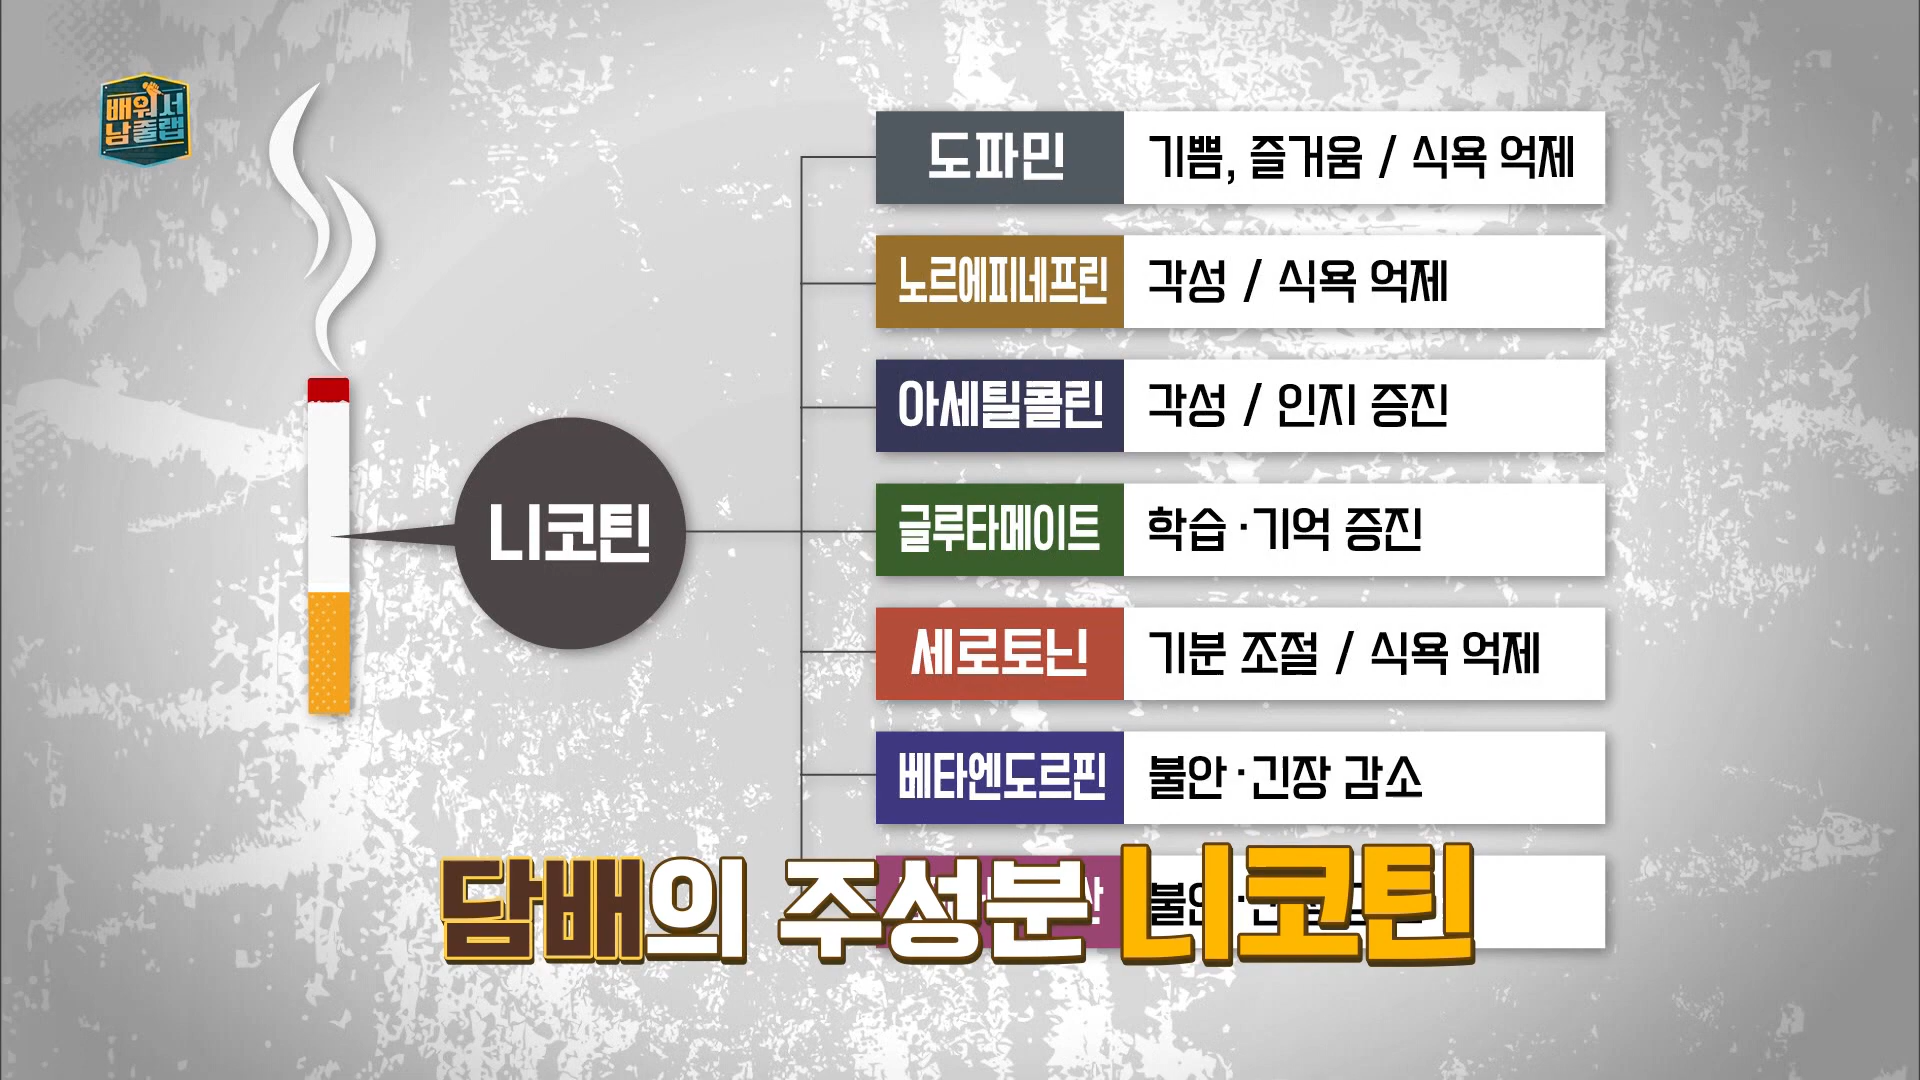 배워서
남줄랩
도파민 기쁨, 즐거움 / 식욕 억제
노르에피네프린 각성 / 식욕 억제
아세틸콜린 각성 / 인지 증진
니코틴
글루타메이트 학습·기억 증진
세로토닌 기분 조절 / 식욕 억제
베타엔도르핀 불안·긴장 감소
담배의 주성분 니코틴